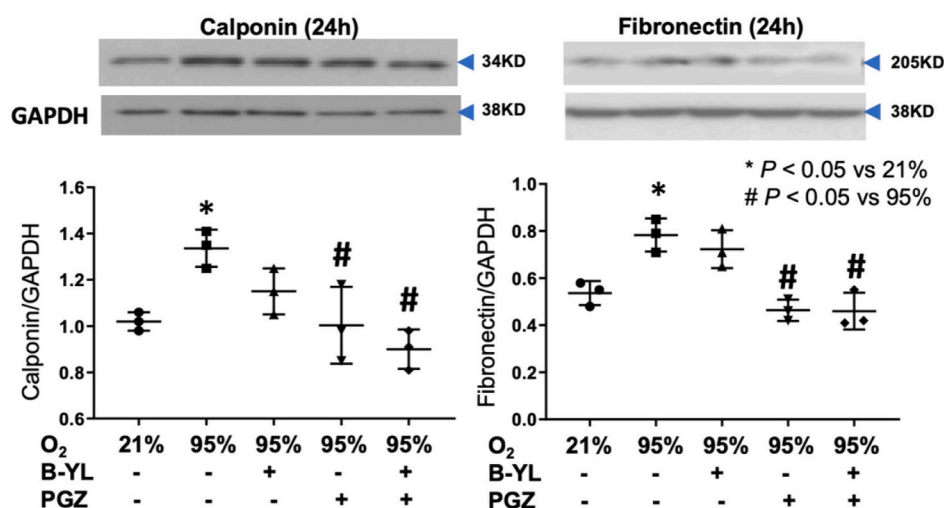 Calponin (24h)
34KD
GAPDH
38KD
Fibronectin (24h)
205KD
38KD
* P < 0.05 vs 21%
# P < 0.05 vs 95%
Calponin/GAPDH
1.6
1.4
1.2
1.0
0.8
0.6
*
#
#
O2 21% 95% 95% 95% 95%
B-YL - - + - +
PGZ - - - + +
Fibronectin/GAPDH
1.0
0.8
0.6
0.4
0.2
0.0
*
#
#
21% 95% 95% 95% 95%
- - + - +
- - - + +